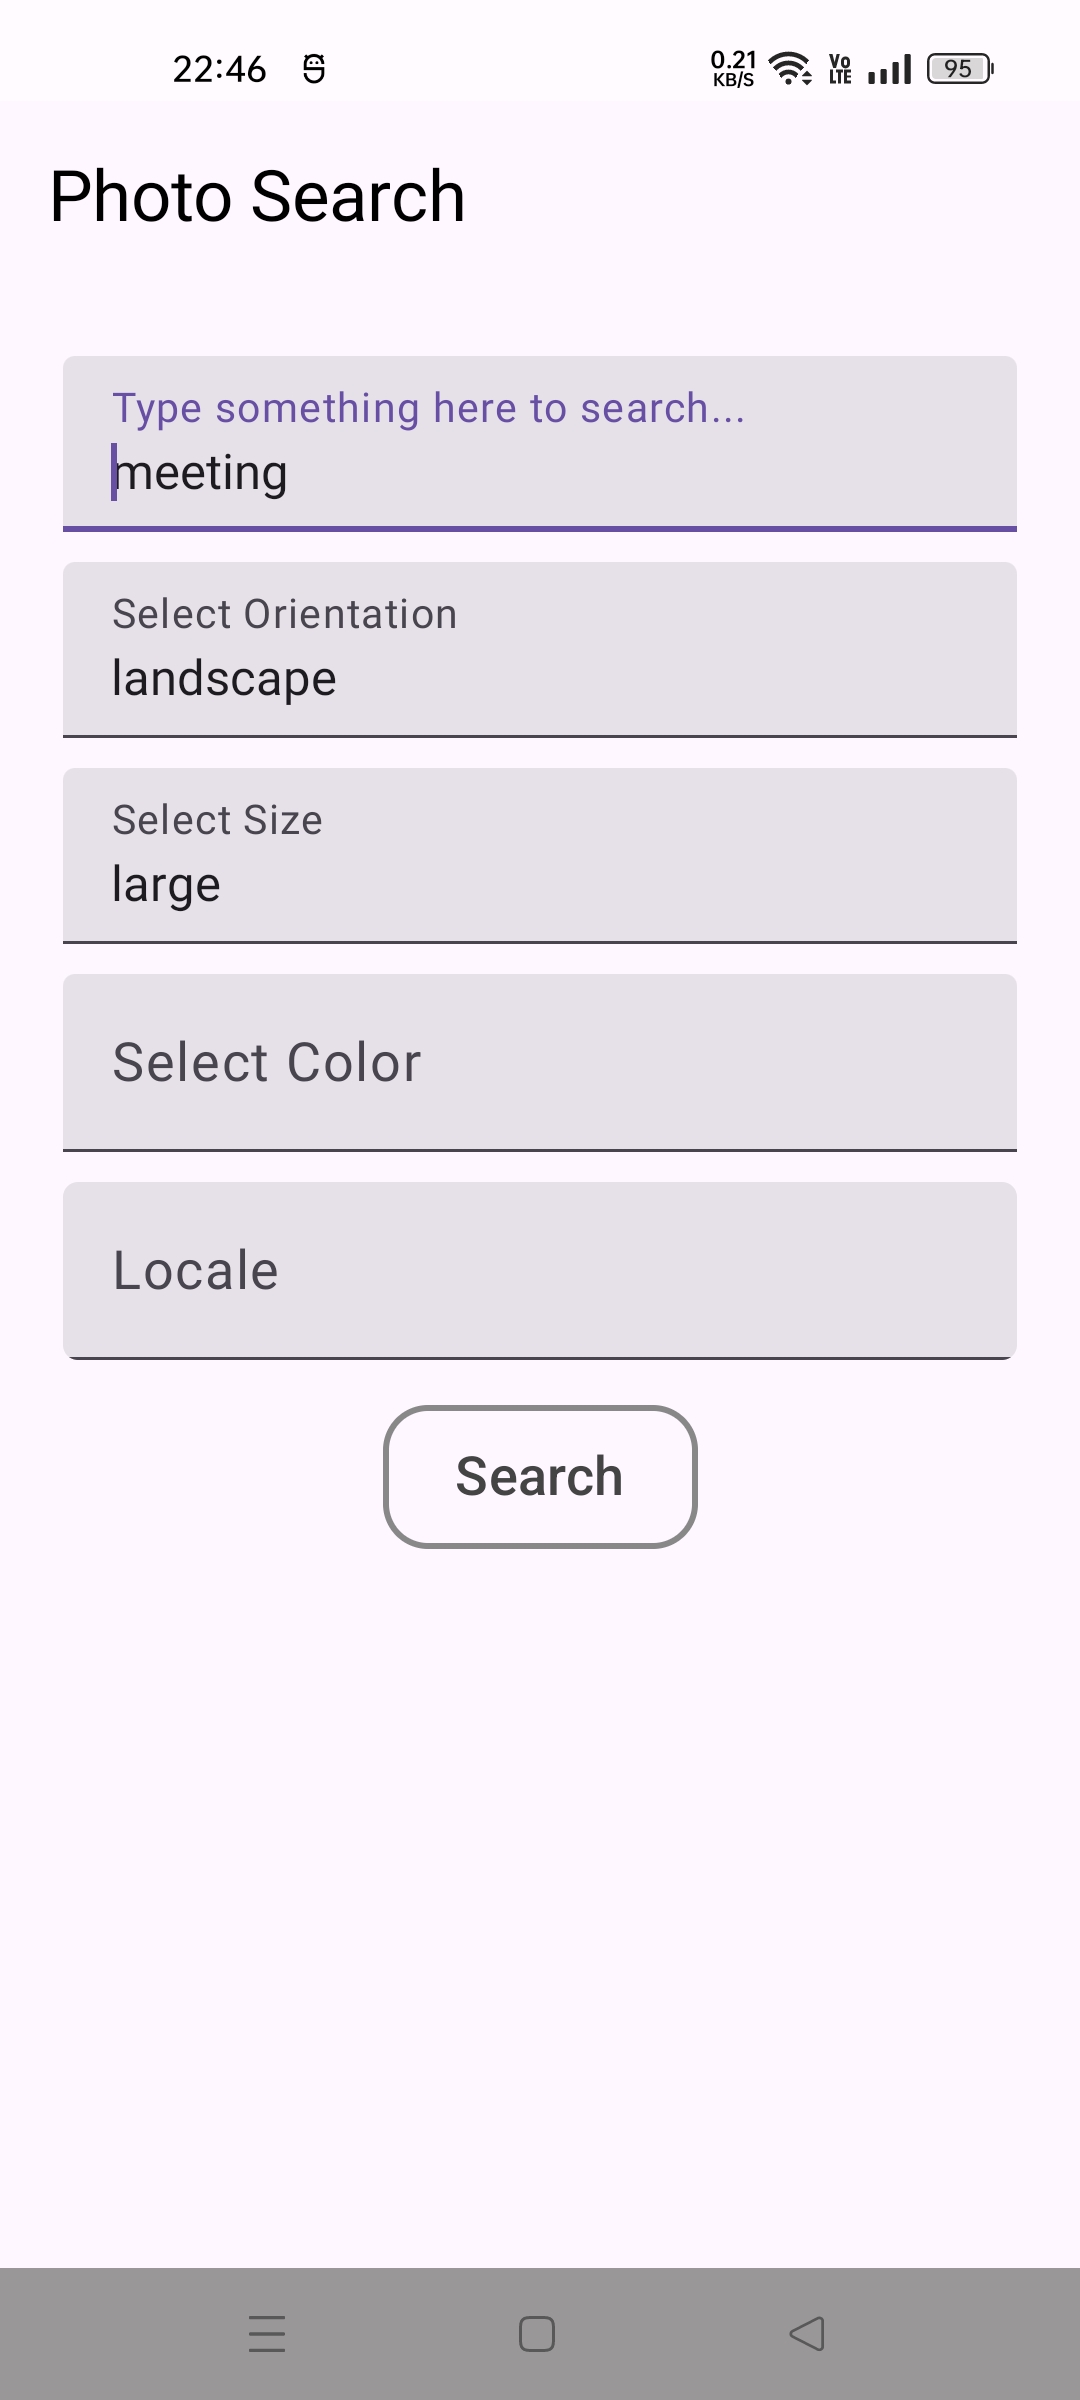 22:46
0.21
KB/S
Vo
LTE
95
Photo Search
Type something here to search...
meeting
Select Orientation
landscape
Select Size
large
Select Color
Locale
Search